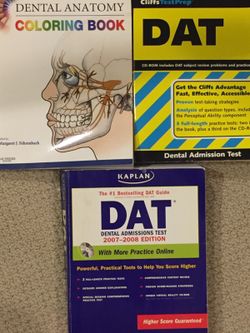 DENTAL ANATOMY
COLORING BOOK
Margaret J. Fehrenbach
CliffsTestPrep
DAT
CD-ROM includes DAT subject review problems and practice
Get the Cliffs Advantage
Fast, Effective, Accessible
Proven test-taking strategies
Analysis of question types, including
the Perceptual Ability component
3 full-length practice tests: two in
the book, plus a third on the CD-RO
Dental Admission Test
KAPLAN
The #1 Bestselling DAT Guide
DAT
DENTAL ADMISSIONS TEST
2007–2008 EDITION
With More Practice Online
Powerful, Practical Tools to Help You Score Higher
Higher Score Guaranteed